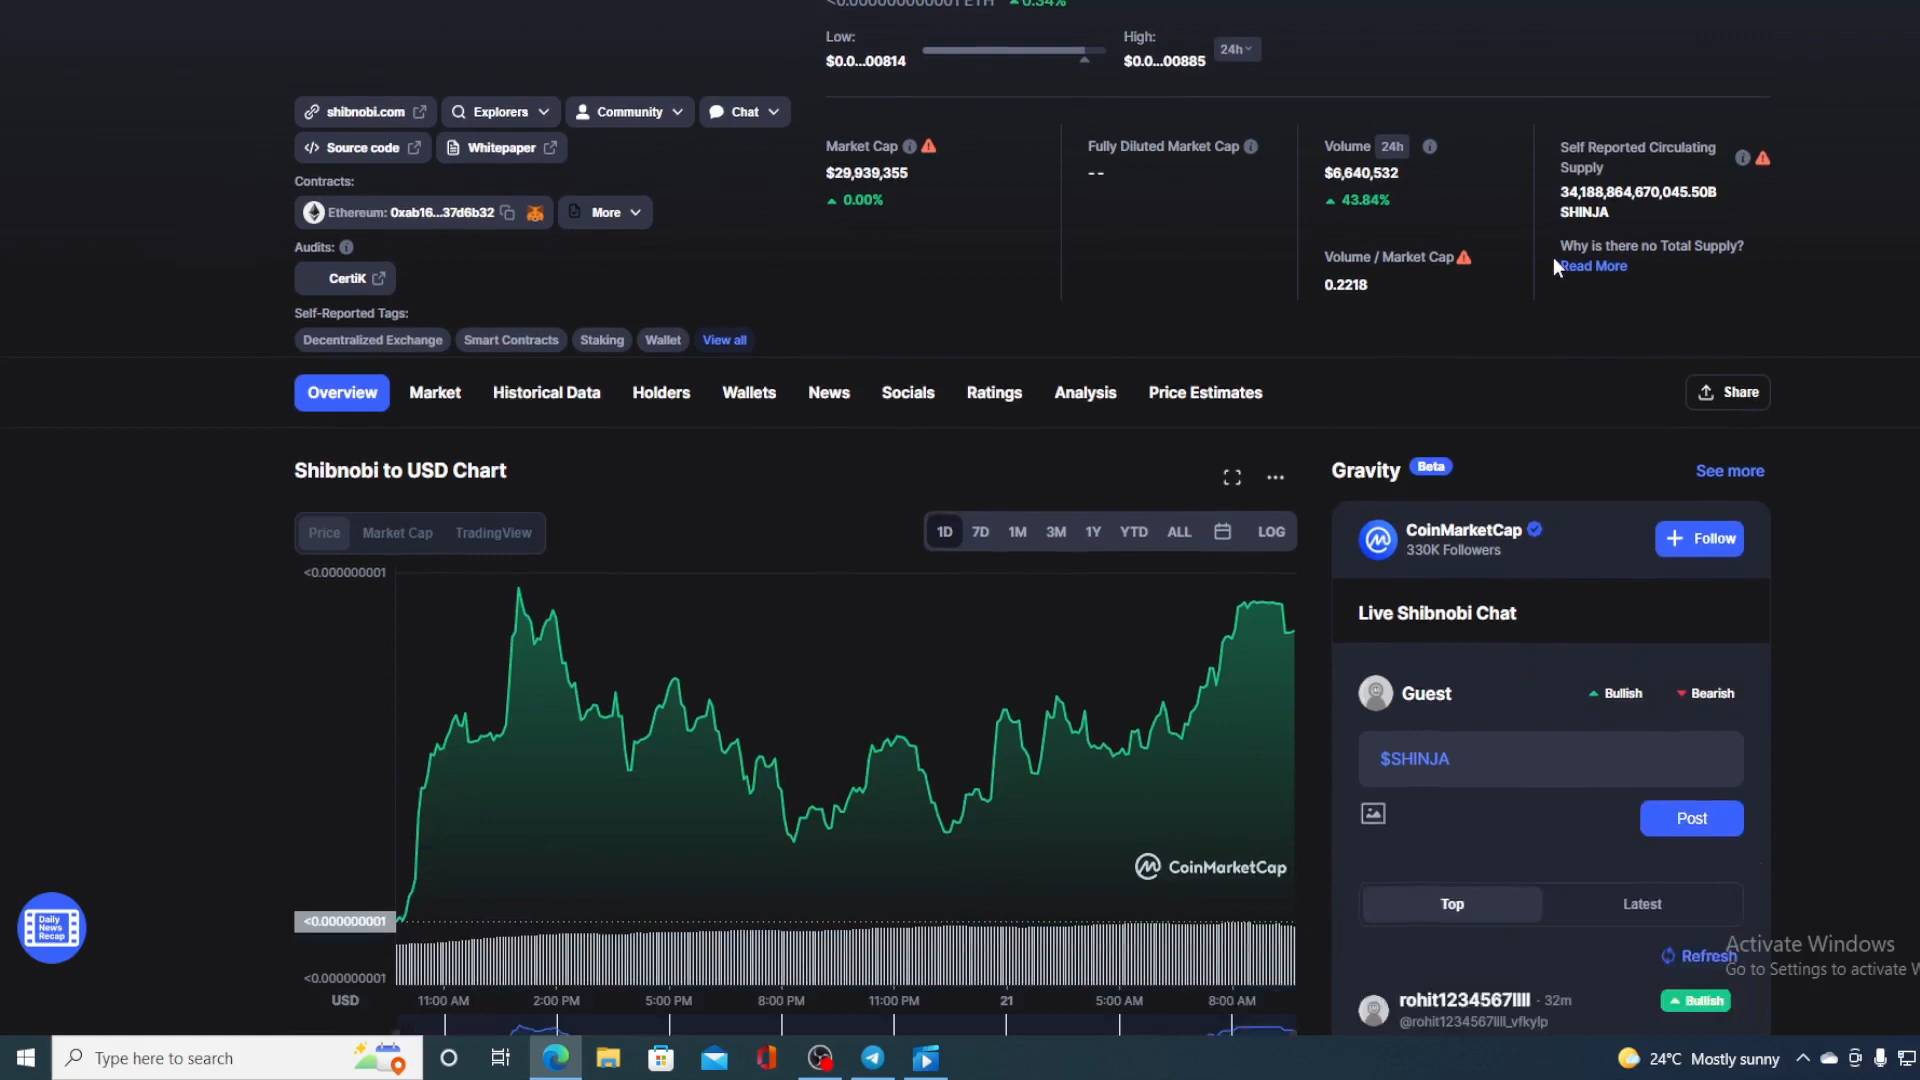 <0.000000000001 ETH 0.34%
Low: High:
$0.0...00814 $0.0...00885 24h
shibnobi.com Explorers Community Chat
Source code Whitepaper
Contracts:
Ethereum: 0xab16...37d6b32 More
Audits:
CertiK
Self-Reported Tags:
Decentralized Exchange Smart Contracts Staking Wallet View all
Market Cap
$29,939,355
0.00%
Fully Diluted Market Cap
- -
Volume 24h
$6,640,532
43.84%
Volume / Market Cap
0.2218
Self Reported Circulating
Supply
34,188,864,670,045.50B
SHINJA
Why is there no Total Supply?
Read More
Overview Market Historical Data Holders Wallets News Socials Ratings Analysis Price Estimates Share
Shibnobi to USD Chart
Price Market Cap TradingView
1D 7D 1M 3M 1Y YTD ALL LOG
<0.000000001
CoinMarketCap
<0.000000001
<0.000000001
USD 11:00 AM 2:00 PM 5:00 PM 8:00 PM 11:00 PM 21 5:00 AM 8:00 AM
Gravity Beta See more
CoinMarketCap
330K Followers
Follow
Live Shibnobi Chat
Guest Bullish Bearish
$SHINJA
Post
Top Latest
Refresh
rohit1234567llll · 32m
@rohit1234567llll_vfkylp
Bullish
Daily
News
Recap
Activate Windows
Go to Settings to activate W
Type here to search
24°C Mostly sunny